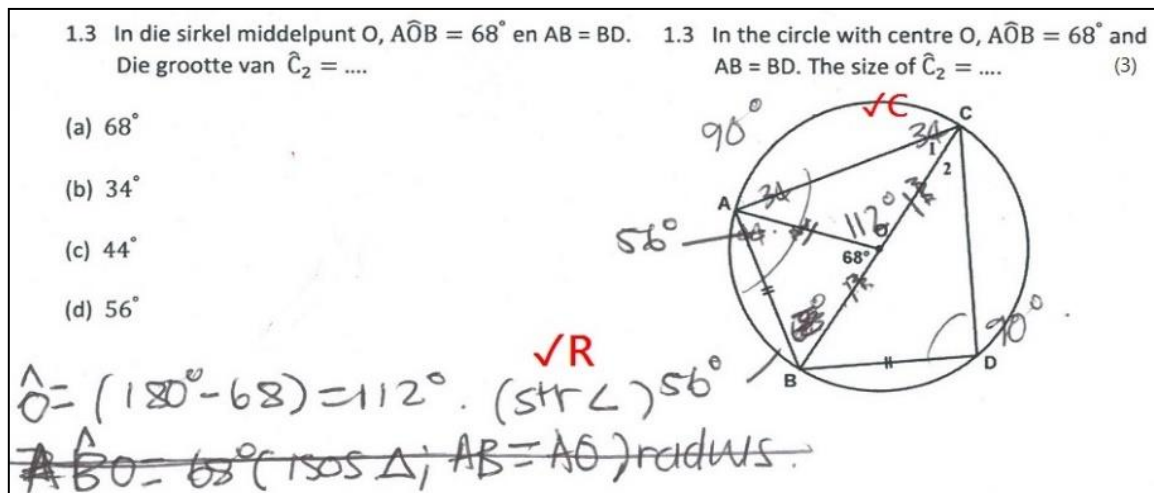 1.3 In die sirkel middelpunt O, AÔB = 68° en AB = BD.
Die grootte van Ĉ₂ = ....
(a) 68°
(b) 34°
(c) 44°
(d) 56°
1.3 In the circle with centre O, AÔB = 68° and
AB = BD. The size of Ĉ₂ = .... (3)
90°
✓C
C
34
1
2
A
34
112°
O
56°
68°
90°
B
D
56°
✓R
Ô = (180° - 68) = 112°. (str <)
AB̂O = 68° (isos Δ; AB = AO) radius.